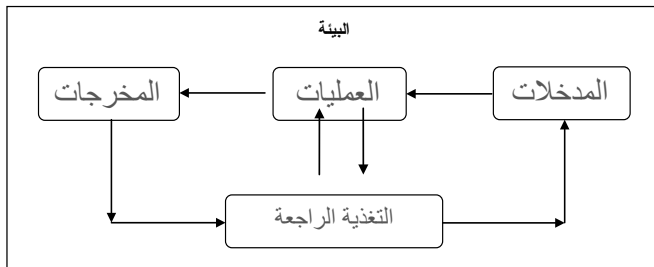 البيئة
المدخلات
العمليات
المخرجات
التغذية الراجعة